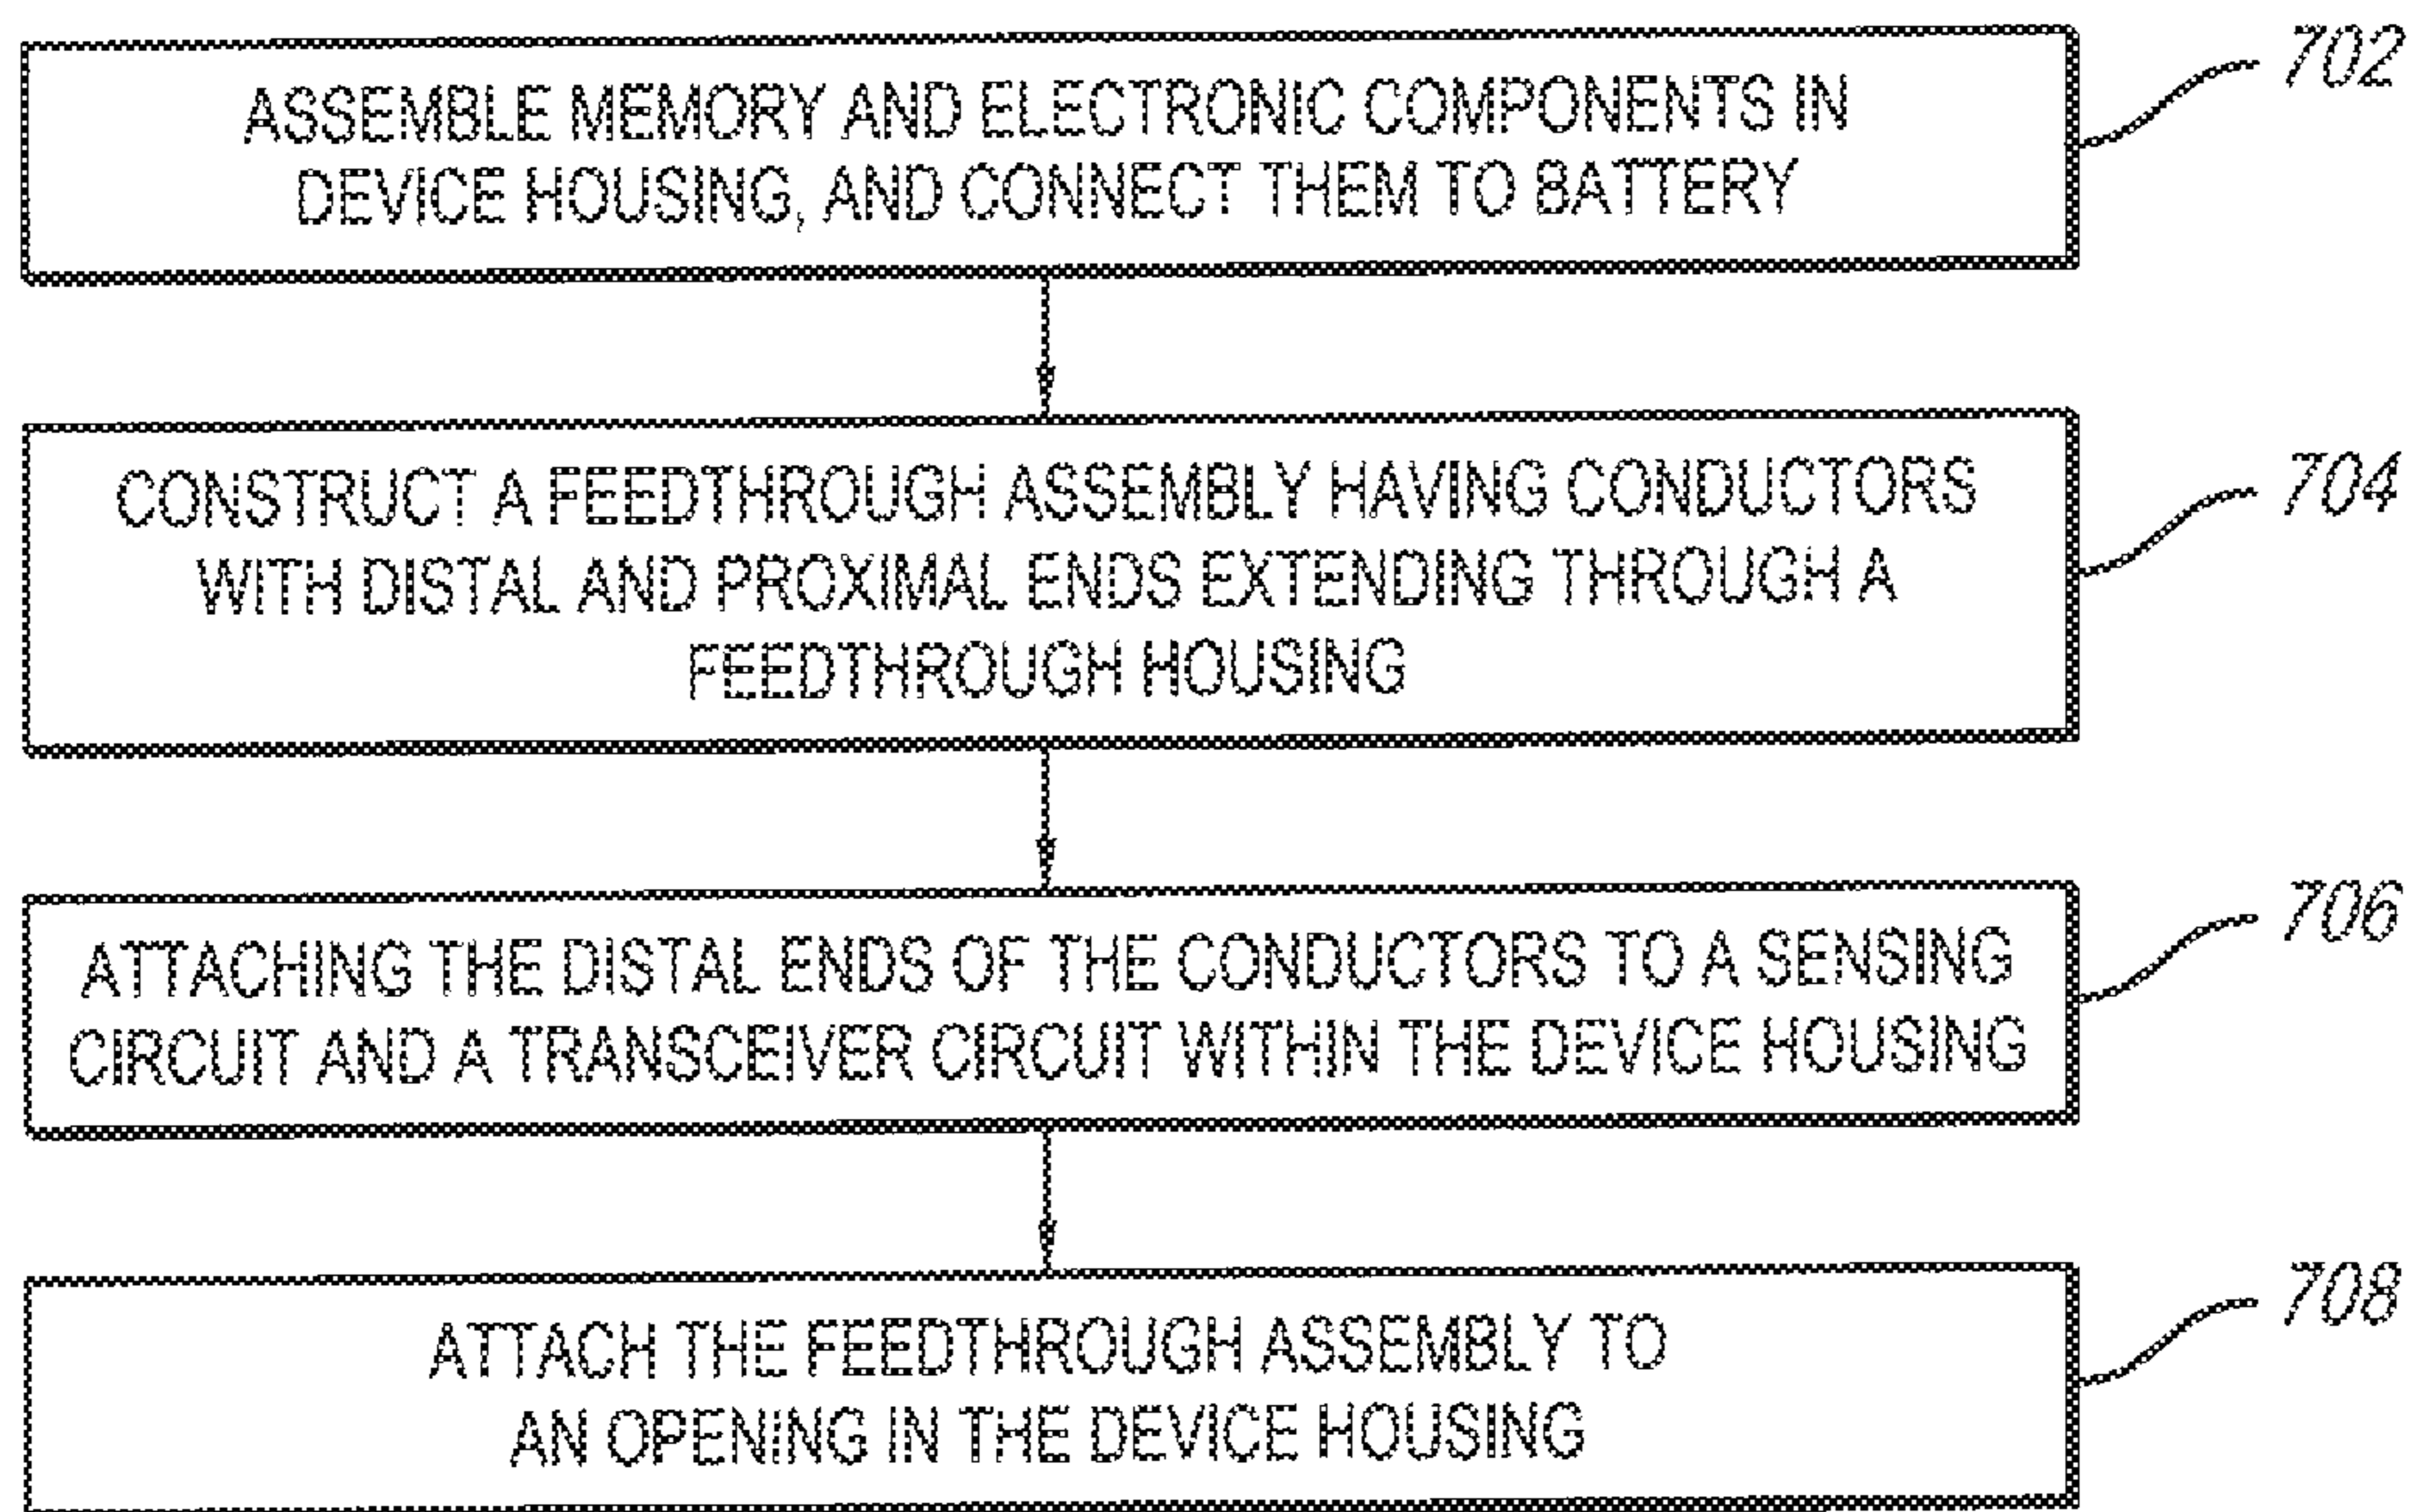 ASSEMBLE MEMORY AND ELECTRONIC COMPONENTS IN
DEVICE HOUSING, AND CONNECT THEM TO BATTERY
702
CONSTRUCT A FEEDTHROUGH ASSEMBLY HAVING CONDUCTORS
WITH DISTAL AND PROXIMAL ENDS EXTENDING THROUGH A
FEEDTHROUGH HOUSING
704
ATTACHING THE DISTAL ENDS OF THE CONDUCTORS TO A SENSING
CIRCUIT AND A TRANSCEIVER CIRCUIT WITHIN THE DEVICE HOUSING
706
ATTACH THE FEEDTHROUGH ASSEMBLY TO
AN OPENING IN THE DEVICE HOUSING
708